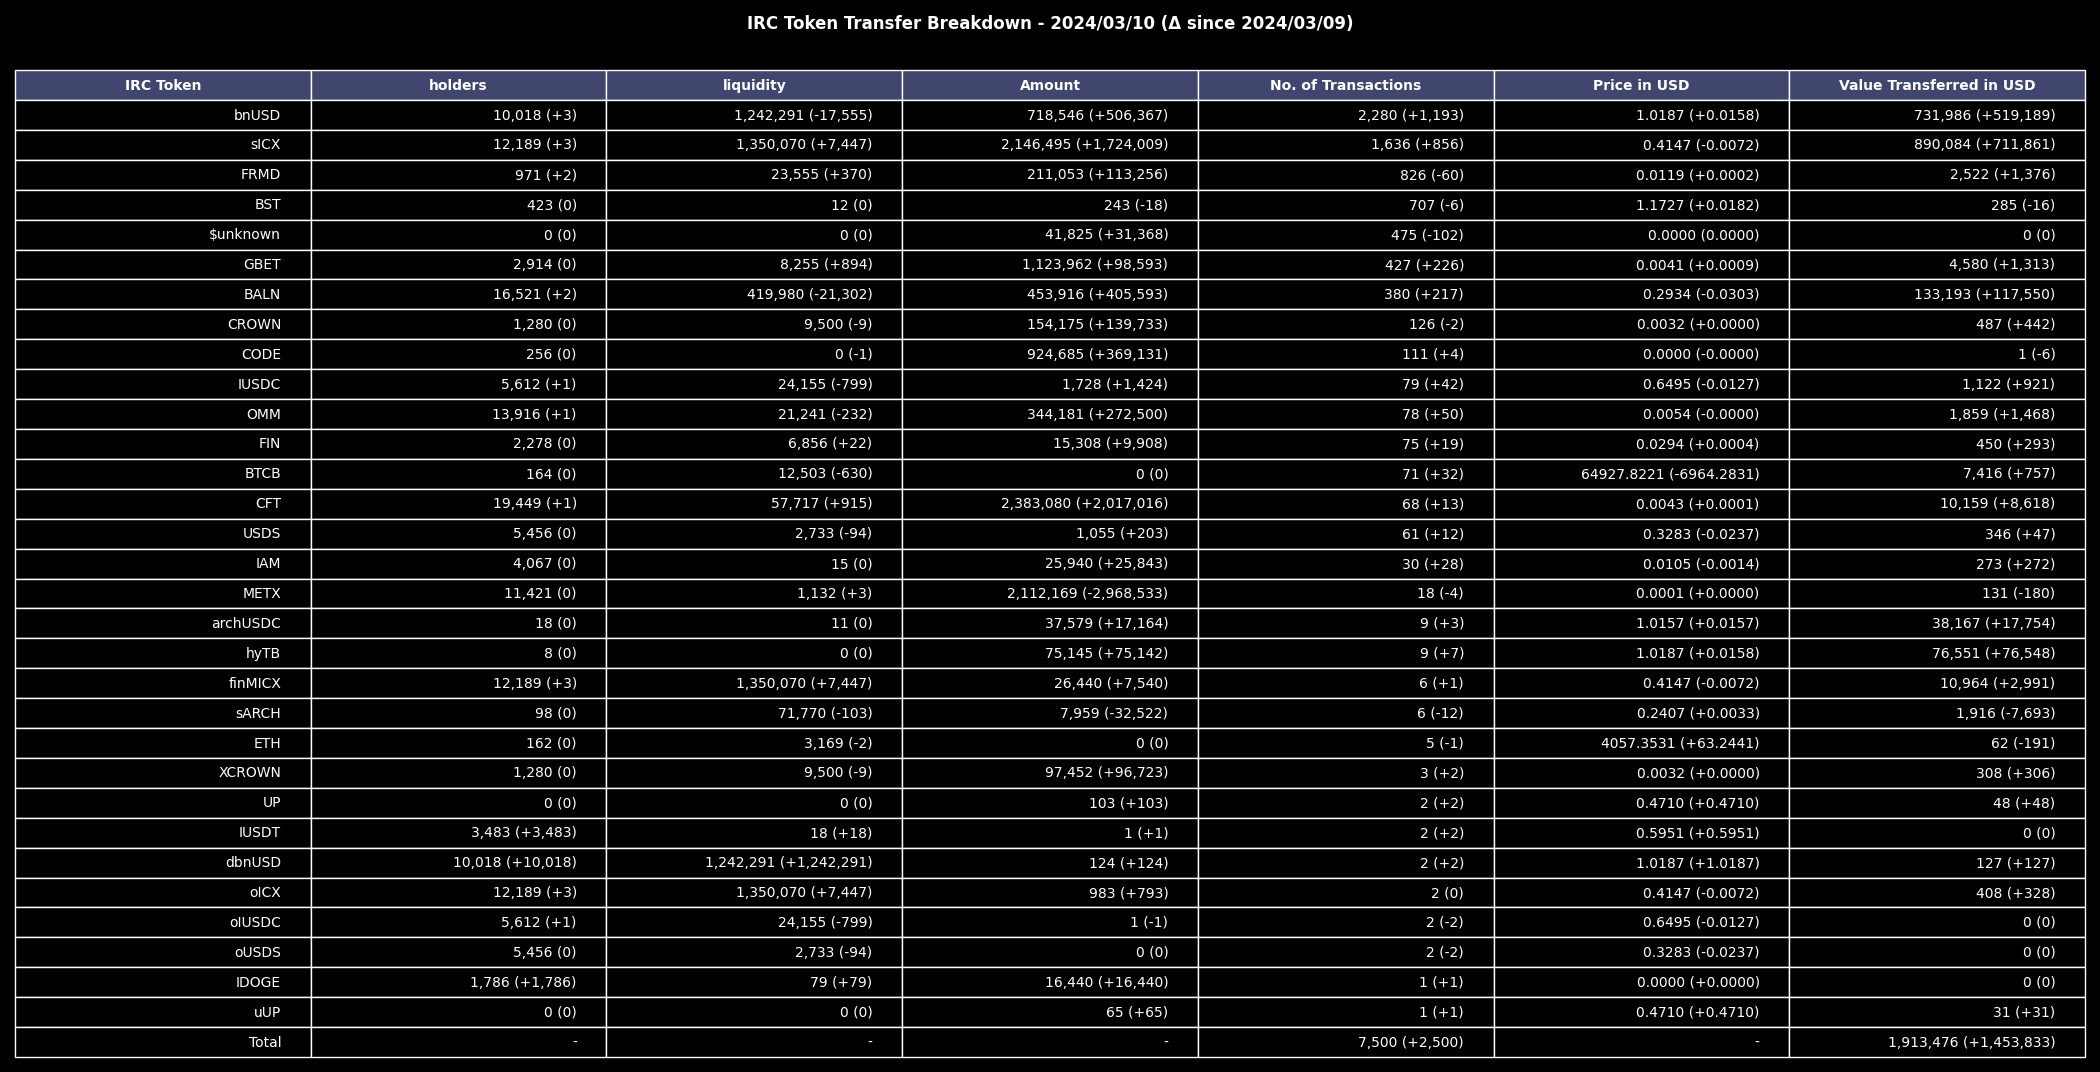 IRC Token Transfer Breakdown - 2024/03/10 (Δ since 2024/03/09)
IRC Token holders liquidity Amount No. of Transactions Price in USD Value Transferred in USD
bnUSD 10,018 (+3) 1,242,291 (-17,555) 718,546 (+506,367) 2,280 (+1,193) 1.0187 (+0.0158) 731,986 (+519,189)
sICX 12,189 (+3) 1,350,070 (+7,447) 2,146,495 (+1,724,009) 1,636 (+856) 0.4147 (-0.0072) 890,084 (+711,861)
FRMD 971 (+2) 23,555 (+370) 211,053 (+113,256) 826 (-60) 0.0119 (+0.0002) 2,522 (+1,376)
BST 423 (0) 12 (0) 243 (-18) 707 (-6) 1.1727 (+0.0182) 285 (-16)
$unknown 0 (0) 0 (0) 41,825 (+31,368) 475 (-102) 0.0000 (0.0000) 0 (0)
GBET 2,914 (0) 8,255 (+894) 1,123,962 (+98,593) 427 (+226) 0.0041 (+0.0009) 4,580 (+1,313)
BALN 16,521 (+2) 419,980 (-21,302) 453,916 (+405,593) 380 (+217) 0.2934 (-0.0303) 133,193 (+117,550)
CROWN 1,280 (0) 9,500 (-9) 154,175 (+139,733) 126 (-2) 0.0032 (+0.0000) 487 (+442)
CODE 256 (0) 0 (-1) 924,685 (+369,131) 111 (+4) 0.0000 (-0.0000) 1 (-6)
IUSDC 5,612 (+1) 24,155 (-799) 1,728 (+1,424) 79 (+42) 0.6495 (-0.0127) 1,122 (+921)
OMM 13,916 (+1) 21,241 (-232) 344,181 (+272,500) 78 (+50) 0.0054 (-0.0000) 1,859 (+1,468)
FIN 2,278 (0) 6,856 (+22) 15,308 (+9,908) 75 (+19) 0.0294 (+0.0004) 450 (+293)
BTCB 164 (0) 12,503 (-630) 0 (0) 71 (+32) 64927.8221 (-6964.2831) 7,416 (+757)
CFT 19,449 (+1) 57,717 (+915) 2,383,080 (+2,017,016) 68 (+13) 0.0043 (+0.0001) 10,159 (+8,618)
USDS 5,456 (0) 2,733 (-94) 1,055 (+203) 61 (+12) 0.3283 (-0.0237) 346 (+47)
IAM 4,067 (0) 15 (0) 25,940 (+25,843) 30 (+28) 0.0105 (-0.0014) 273 (+272)
METX 11,421 (0) 1,132 (+3) 2,112,169 (-2,968,533) 18 (-4) 0.0001 (+0.0000) 131 (-180)
archUSDC 18 (0) 11 (0) 37,579 (+17,164) 9 (+3) 1.0157 (+0.0157) 38,167 (+17,754)
hyTB 8 (0) 0 (0) 75,145 (+75,142) 9 (+7) 1.0187 (+0.0158) 76,551 (+76,548)
finMICX 12,189 (+3) 1,350,070 (+7,447) 26,440 (+7,540) 6 (+1) 0.4147 (-0.0072) 10,964 (+2,991)
sARCH 98 (0) 71,770 (-103) 7,959 (-32,522) 6 (-12) 0.2407 (+0.0033) 1,916 (-7,693)
ETH 162 (0) 3,169 (-2) 0 (0) 5 (-1) 4057.3531 (+63.2441) 62 (-191)
XCROWN 1,280 (0) 9,500 (-9) 97,452 (+96,723) 3 (+2) 0.0032 (+0.0000) 308 (+306)
UP 0 (0) 0 (0) 103 (+103) 2 (+2) 0.4710 (+0.4710) 48 (+48)
IUSDT 3,483 (+3,483) 18 (+18) 1 (+1) 2 (+2) 0.5951 (+0.5951) 0 (0)
dbnUSD 10,018 (+10,018) 1,242,291 (+1,242,291) 124 (+124) 2 (+2) 1.0187 (+1.0187) 127 (+127)
oICX 12,189 (+3) 1,350,070 (+7,447) 983 (+793) 2 (0) 0.4147 (-0.0072) 408 (+328)
oIUSDC 5,612 (+1) 24,155 (-799) 1 (-1) 2 (-2) 0.6495 (-0.0127) 0 (0)
oUSDS 5,456 (0) 2,733 (-94) 0 (0) 2 (-2) 0.3283 (-0.0237) 0 (0)
IDOGE 1,786 (+1,786) 79 (+79) 16,440 (+16,440) 1 (+1) 0.0000 (+0.0000) 0 (0)
uUP 0 (0) 0 (0) 65 (+65) 1 (+1) 0.4710 (+0.4710) 31 (+31)
Total - - - 7,500 (+2,500) - 1,913,476 (+1,453,833)